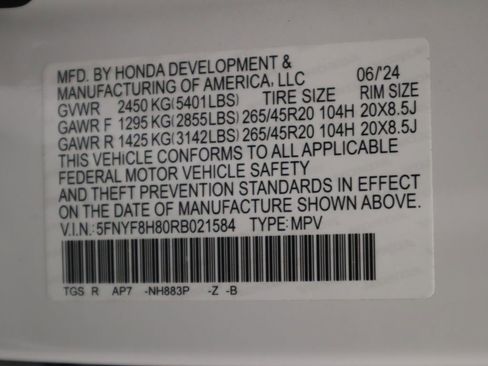 MFD. BY HONDA DEVELOPMENT &
MANUFACTURING OF AMERICA, LLC 06/'24
GVWR 2450 KG(5401LBS) TIRE SIZE RIM SIZE
GAWR F 1295 KG(2855LBS) 265/45R20 104H 20X8.5J
GAWR R 1425 KG(3142LBS) 265/45R20 104H 20X8.5J
THIS VEHICLE CONFORMS TO ALL APPLICABLE
FEDERAL MOTOR VEHICLE SAFETY
AND THEFT PREVENTION STANDARDS IN EFFECT
ON THE DATE OF MANUFACTURE SHOWN ABOVE.
V.I.N.: 5FNYF8H80RB021584 TYPE: MPV
TGS R AP7 -NH883P -Z -B